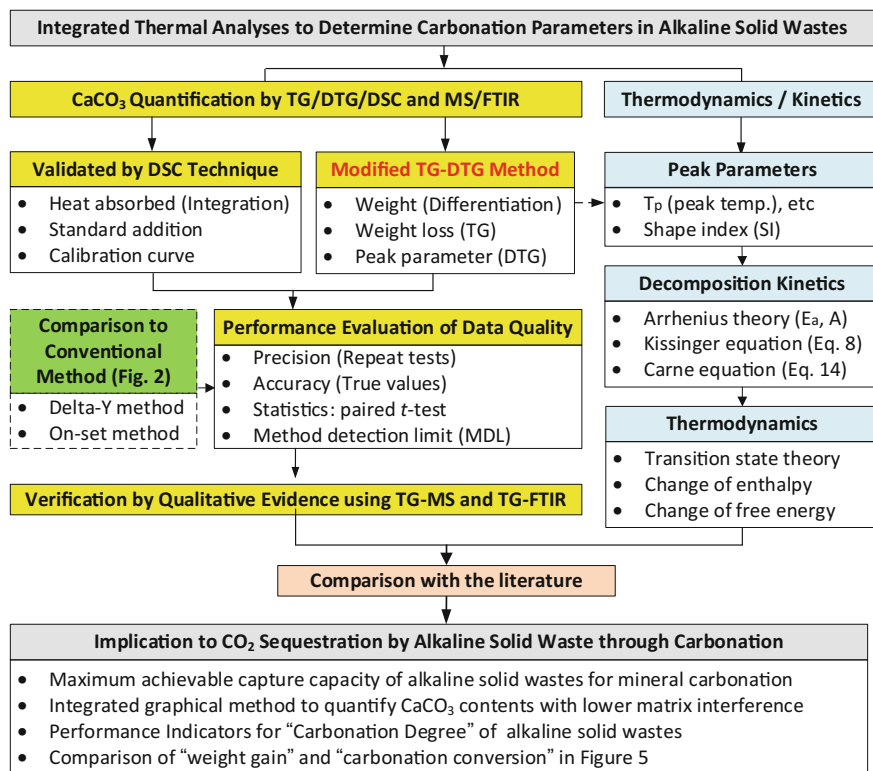 Integrated Thermal Analyses to Determine Carbonation Parameters in Alkaline Solid Wastes
CaCO₃ Quantification by TG/DTG/DSC and MS/FTIR
Thermodynamics / Kinetics
Validated by DSC Technique
• Heat absorbed (Integration)
• Standard addition
• Calibration curve
Modified TG-DTG Method
• Weight (Differentiation)
• Weight loss (TG)
• Peak parameter (DTG)
Peak Parameters
• Tₚ (peak temp.), etc
• Shape index (SI)
Decomposition Kinetics
• Arrhenius theory (Eₐ, A)
• Kissinger equation (Eq. 8)
• Carne equation (Eq. 14)
Comparison to
Conventional
Method (Fig. 2)
• Delta-Y method
• On-set method
Performance Evaluation of Data Quality
• Precision (Repeat tests)
• Accuracy (True values)
• Statistics: paired t-test
• Method detection limit (MDL)
Thermodynamics
• Transition state theory
• Change of enthalpy
• Change of free energy
Verification by Qualitative Evidence using TG-MS and TG-FTIR
Comparison with the literature
Implication to CO₂ Sequestration by Alkaline Solid Waste through Carbonation
• Maximum achievable capture capacity of alkaline solid wastes for mineral carbonation
• Integrated graphical method to quantify CaCO₃ contents with lower matrix interference
• Performance Indicators for “Carbonation Degree” of alkaline solid wastes
• Comparison of “weight gain” and “carbonation conversion” in Figure 5